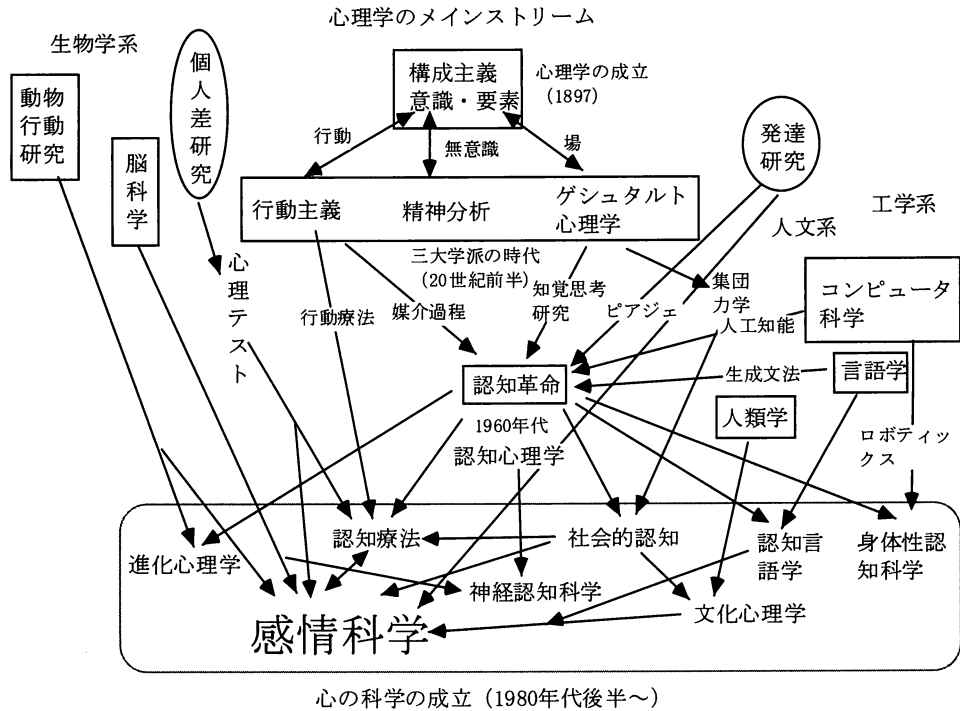 心理学のメインストリーム
生物学系
個人差研究
動物
行動
研究
脳科学
構成主義
意識・要素
心理学の成立
(1897)
行動
無意識
場
発達
研究
行動主義
精神分析
ゲシュタルト
心理学
工学系
人文系
三大学派の時代
(20世紀前半)
心理テスト
行動療法
媒介過程
知覚思考
研究
ピアジェ
集団
力学
人工知能
コンピュータ
科学
認知革命
生成文法
言語学
1960年代
認知心理学
人類学
ロボティッ
クス
進化心理学
認知療法
社会的認知
認知言
語学
身体性認
知科学
神経認知科学
文化心理学
感情科学
心の科学の成立（1980年代後半～）